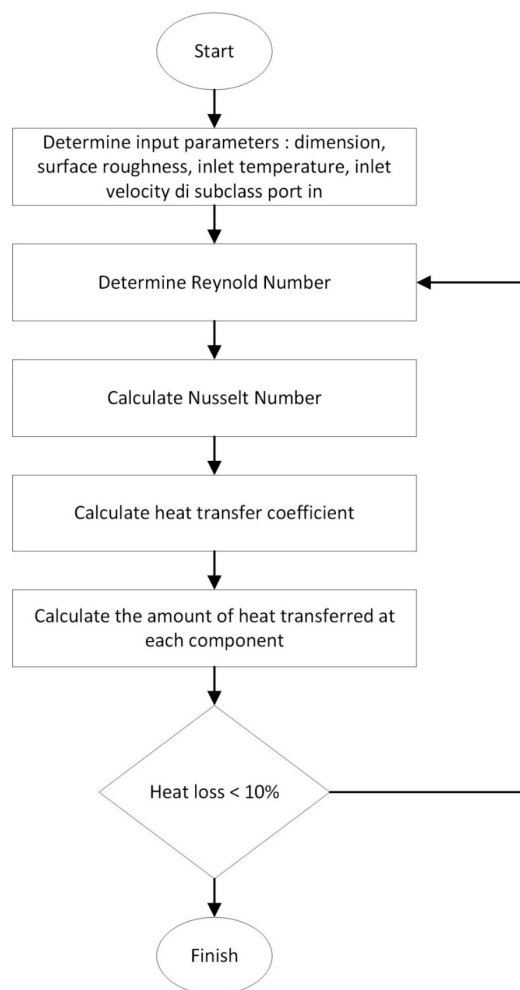 Start
Determine input parameters : dimension,
surface roughness, inlet temperature, inlet
velocity di subclass port in
Determine Reynold Number
Calculate Nusselt Number
Calculate heat transfer coefficient
Calculate the amount of heat transferred at
each component
Heat loss < 10%
Finish